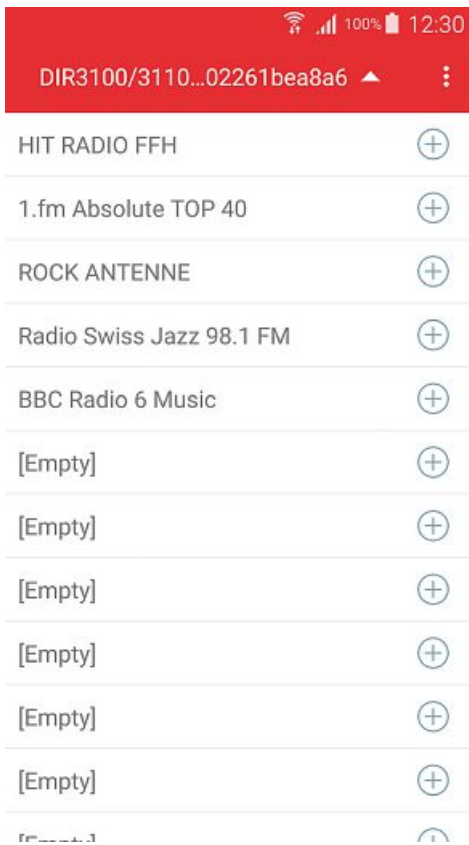 100% 12:30
DIR3100/3110...02261bea8a6
HIT RADIO FFH
1.fm Absolute TOP 40
ROCK ANTENNE
Radio Swiss Jazz 98.1 FM
BBC Radio 6 Music
[Empty]
[Empty]
[Empty]
[Empty]
[Empty]
[Empty]
[Empty]